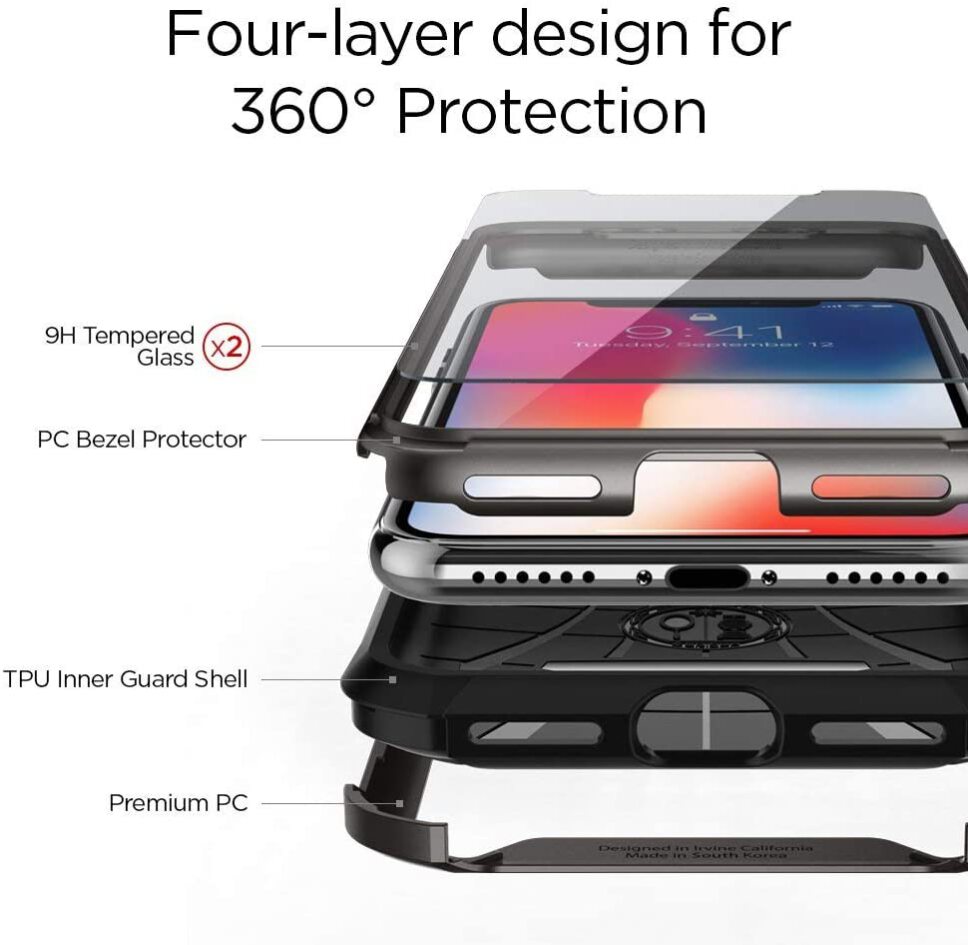 Four-layer design for
360° Protection
9H Tempered
Glass
x2
9:41
Tuesday, September 12
PC Bezel Protector
TPU Inner Guard Shell
Premium PC
Designed in Irvine California
Made in South Korea